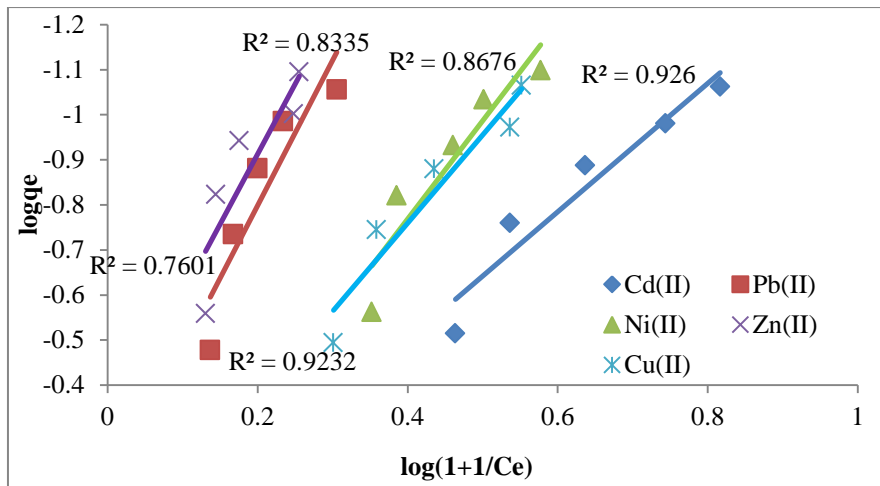 -1.2
-1.1
-1
-0.9
-0.8
-0.7
-0.6
-0.5
-0.4
logqe
R² = 0.8335
R² = 0.8676
R² = 0.926
R² = 0.7601
R² = 0.9232
Cd(II) Pb(II)
Ni(II) Zn(II)
Cu(II)
0 0.2 0.4 0.6 0.8 1
log(1+1/Ce)